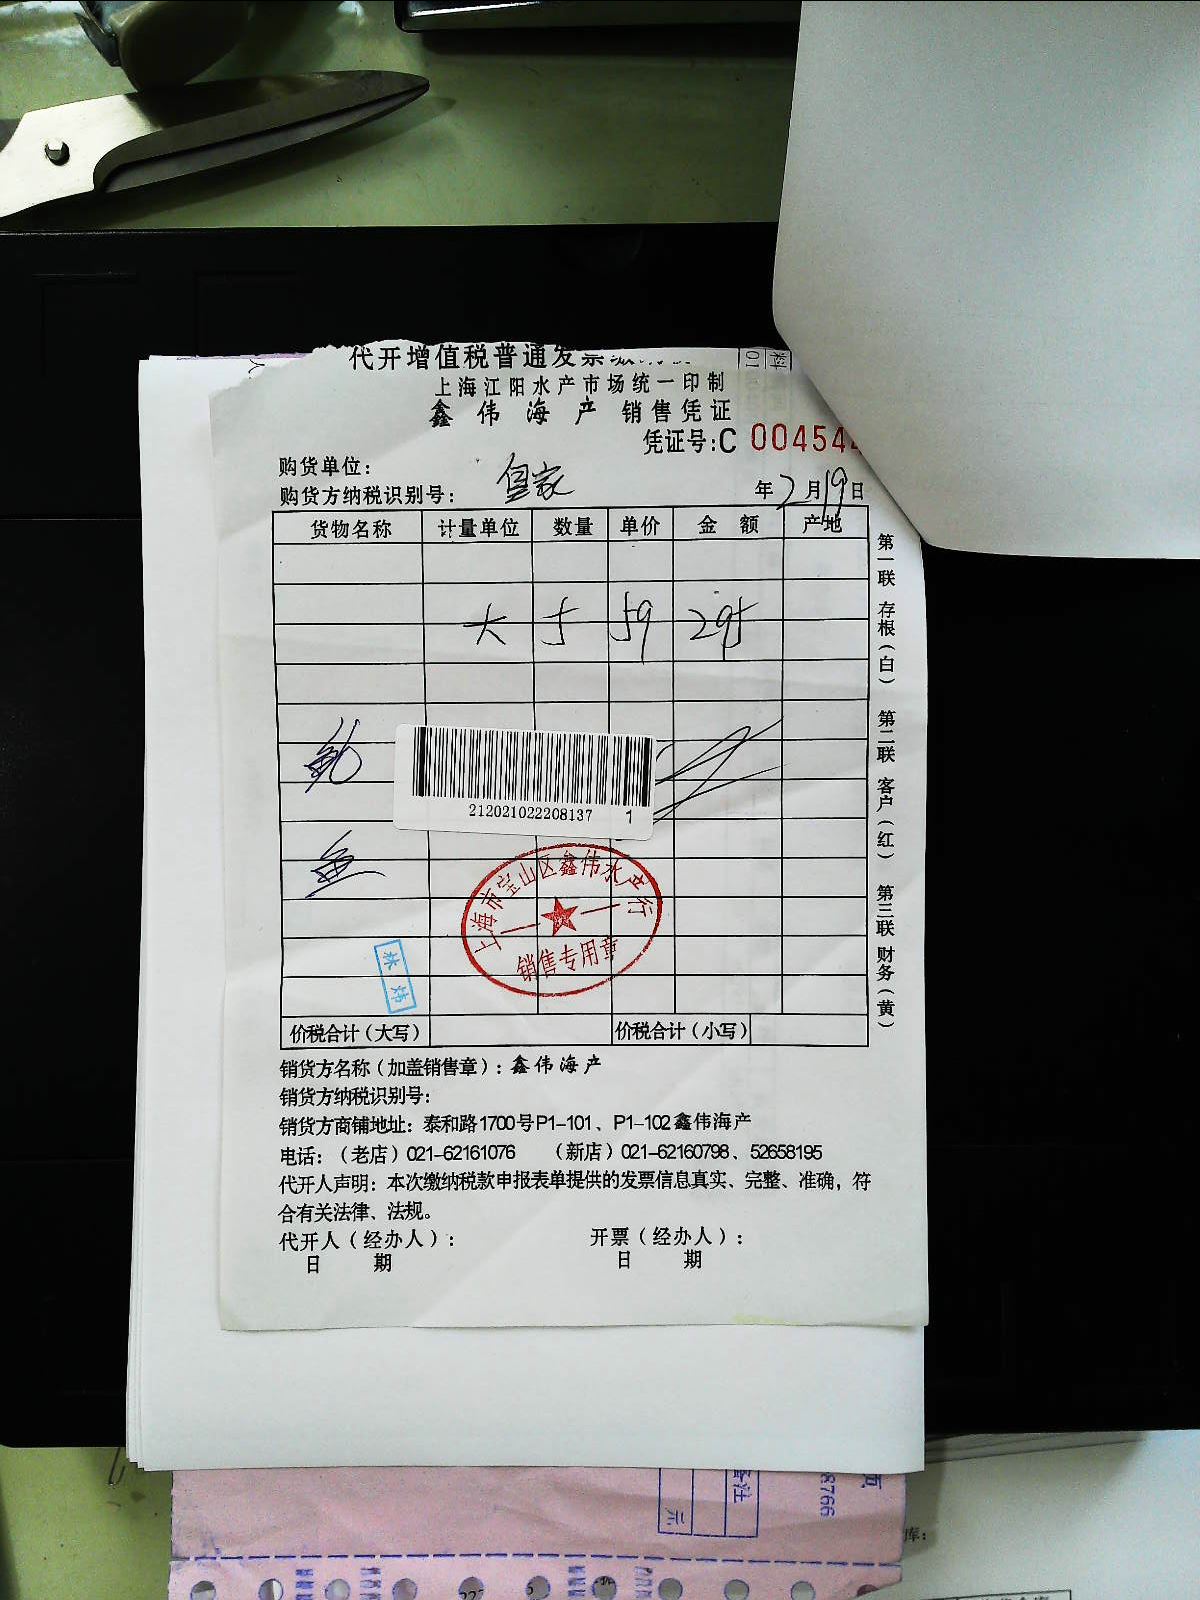 代开增值税普通发票
上海江阳水产市场统一印制
鑫伟海产 销售凭证
凭证号:C 004544
购货单位:
购货方纳税识别号: 皇家 年2月19日
货物名称 计量单位 数量 单价 金额 产地
大 5 59 295
212021022208137 1
鱼
上海市宝山区鑫伟水产行
销售专用章
林炜
价税合计(大写) 价税合计(小写)
第一联 存根(白) 第二联 客户(红) 第三联 财务(黄)
销货方名称(加盖销售章):鑫伟海产
销货方纳税识别号:
销货方商铺地址:泰和路1700号P1-101、P1-102鑫伟海产
电话:(老店)021-62161076 (新店)021-62160798、52658195
代开人声明:本次缴纳税款申报表单提供的发票信息真实、完整、准确,符
合有关法律、法规。
代开人(经办人): 开票(经办人):
日 期 日 期
备注
元
8766
页
库: